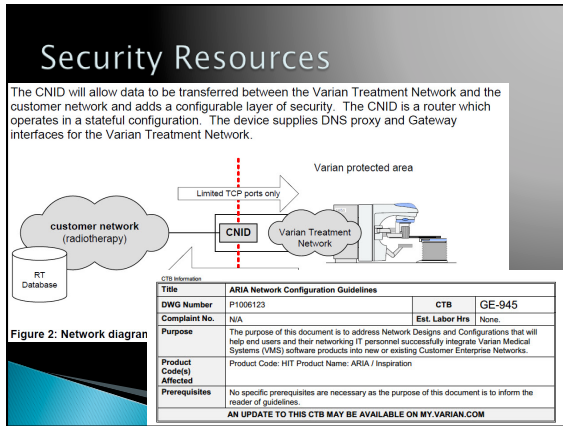 Security Resources
The CNID will allow data to be transferred between the Varian Treatment Network and the
customer network and adds a configurable layer of security. The CNID is a router which
operates in a stateful configuration. The device supplies DNS proxy and Gateway
interfaces for the Varian Treatment Network.
Varian protected area
Limited TCP ports only
customer network
(radiotherapy)
CNID
Varian Treatment
Network
RT
Database
Figure 2: Network diagram
CTB Information
Title ARIA Network Configuration Guidelines
DWG Number P1006123 CTB GE-945
Complaint No. N/A Est. Labor Hrs None.
Purpose The purpose of this document is to address Network Designs and Configurations that will
help end users and their networking IT personnel successfully integrate Varian Medical
Systems (VMS) software products into new or existing Customer Enterprise Networks.
Product Product Code: HIT Product Name: ARIA / Inspiration
Code(s)
Affected
Prerequisites No specific prerequisites are necessary as the purpose of this document is to inform the
reader of guidelines.
AN UPDATE TO THIS CTB MAY BE AVAILABLE ON MY.VARIAN.COM